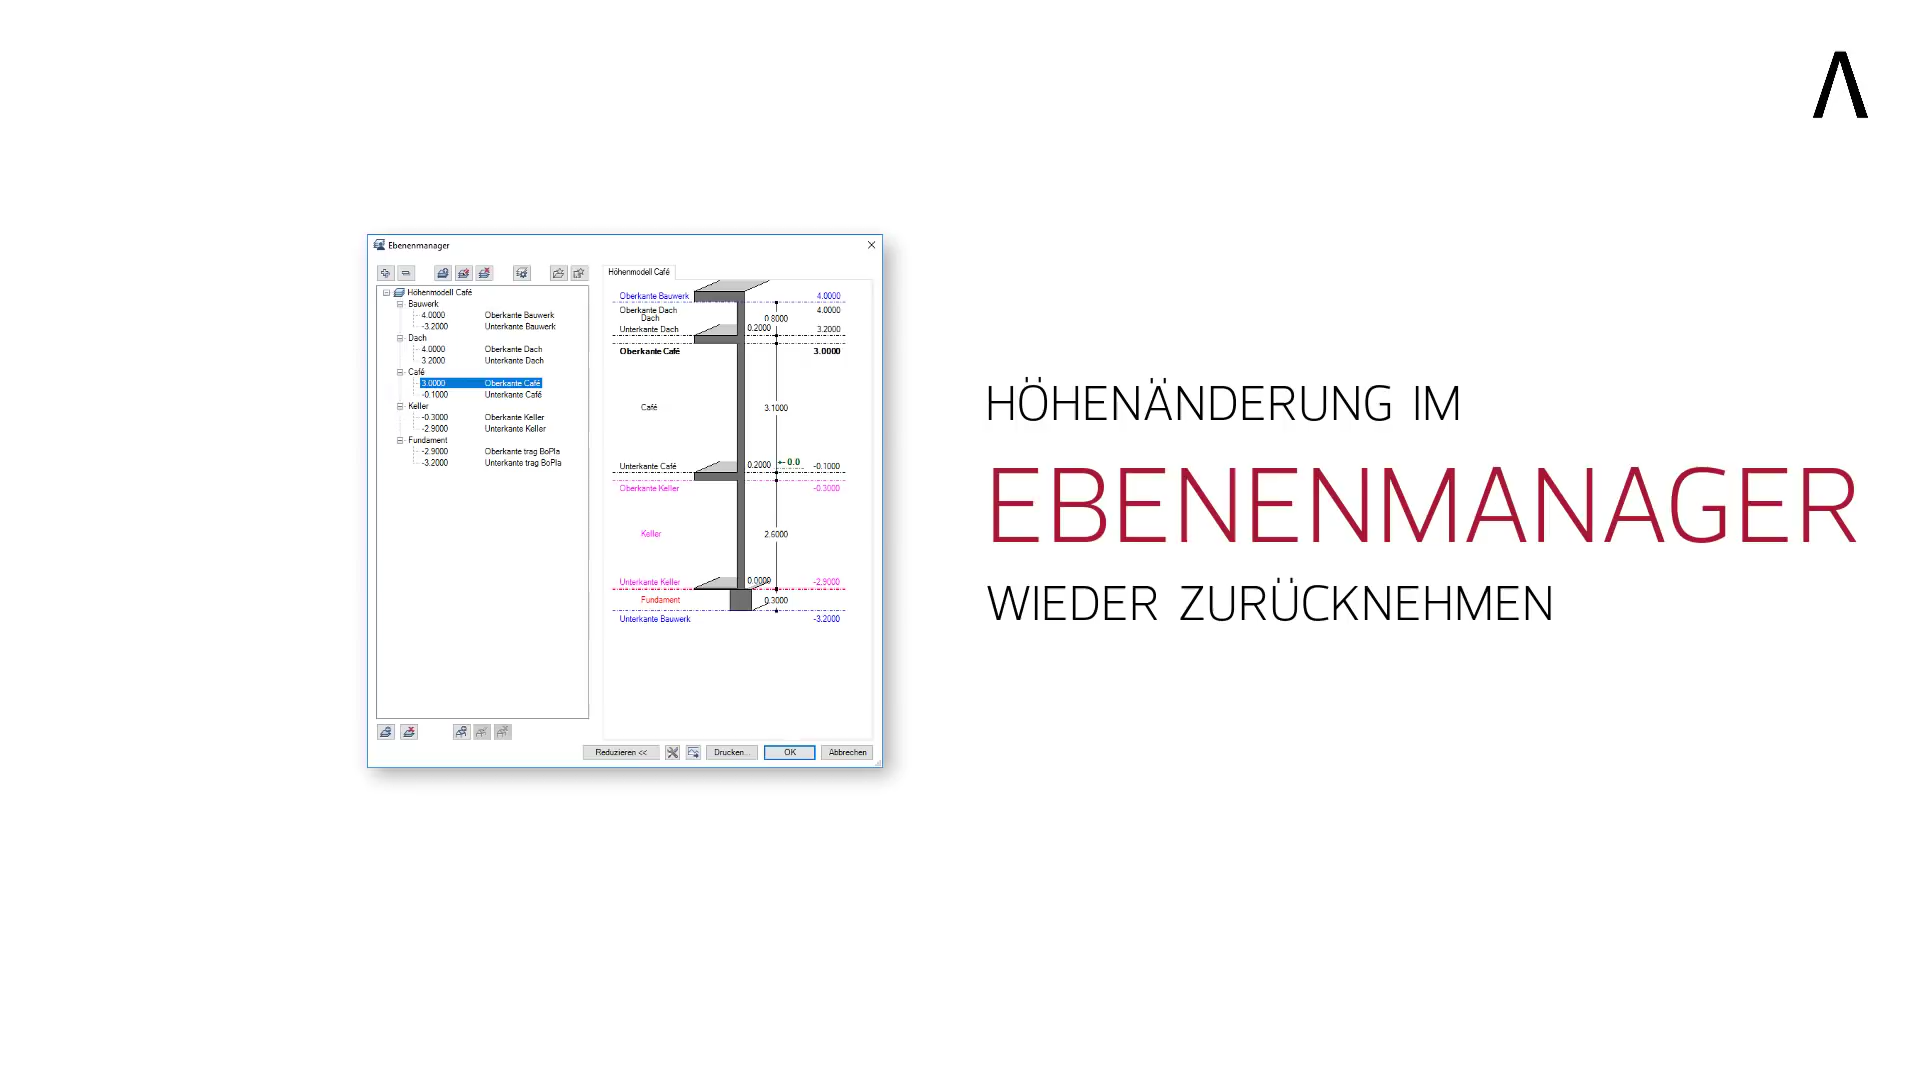 Ebenenmanager
Höhenmodell Café
Bauwerk
4.0000 Oberkante Bauwerk
-3.2000 Unterkante Bauwerk
Dach
4.0000 Oberkante Dach
3.2000 Unterkante Dach
Café
3.0000 Oberkante Café
-0.1000 Unterkante Café
Keller
-0.3000 Oberkante Keller
-2.9000 Unterkante Keller
Fundament
-2.9000 Oberkante trag BoPla
-3.2000 Unterkante trag BoPla
Höhenmodell Café
Oberkante Bauwerk 4.0000
Oberkante Dach 4.0000
Dach 0.8000
Unterkante Dach 0.2000 3.2000
Oberkante Café 3.0000
Café 3.1000
Unterkante Café 0.2000 0.0 -0.1000
Oberkante Keller -0.3000
Keller 2.6000
Unterkante Keller 0.0000 -2.9000
Fundament 0.3000
Unterkante Bauwerk -3.2000
Reduzieren << Drucken... OK Abbrechen
HÖHENÄNDERUNG IM
EBENENMANAGER
WIEDER ZURÜCKNEHMEN